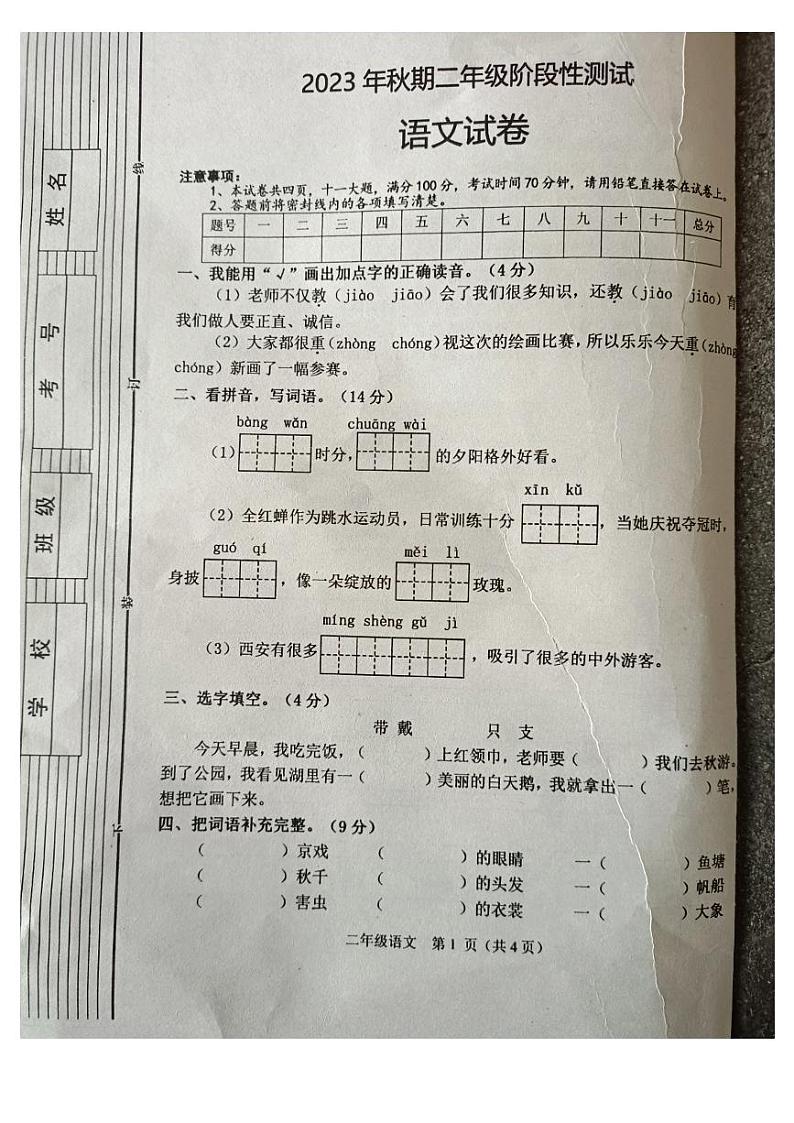 2023年秋期二年级阶段性测试
语文试卷
注意事项：
1、本试卷共四页，十一大题，满分100分，考试时间70分钟，请用铅笔直接答在试卷上。
2、答题前将密封线内的各项填写清楚。
题号 一 二 三 四 五 六 七 八 九 十 十一 总分
得分
一、我能用“√”画出加点字的正确读音。（4分）
（1）老师不仅教（jiào jiāo）会了我们很多知识，还教（jiào jiāo）育
我们做人要正直、诚信。
（2）大家都很重（zhòng chóng）视这次的绘画比赛，所以乐乐今天重（zhòng
chóng）新画了一幅参赛。
二、看拼音，写词语。（14分）
bàng wǎn chuāng wài
（1） 时分， 的夕阳格外好看。
xīn kǔ
（2）全红蝉作为跳水运动员，日常训练十分 ，当她庆祝夺冠时，
guó qí měi lì
身披 ，像一朵绽放的 玫瑰。
míng shèng gǔ jì
（3）西安有很多 ，吸引了很多的中外游客。
三、选字填空。（4分）
带 戴 只 支
今天早晨，我吃完饭，（ ）上红领巾，老师要（ ）我们去秋游。
到了公园，我看见湖里有一（ ）美丽的白天鹅，我就拿出一（ ）笔，
想把它画下来。
四、把词语补充完整。（9分）
（ ）京戏 （ ）的眼睛 一（ ）鱼塘
（ ）秋千 （ ）的头发 一（ ）帆船
（ ）害虫 （ ）的衣裳 一（ ）大象
二年级语文 第1页（共4页）
姓名
考号
班级
学校
线
订
装
下